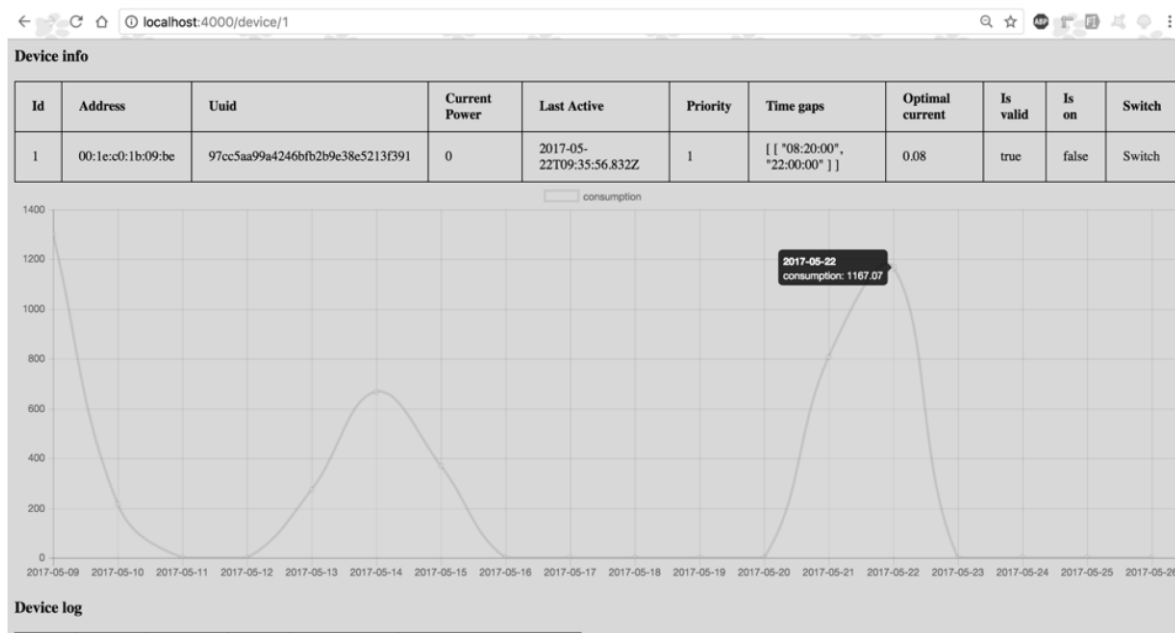 localhost:4000/device/1
ABP
Device info
Id Address Uuid Current Power Last Active Priority Time gaps Optimal current Is valid Is on Switch
1 00:1e:c0:1b:09:be 97cc5aa99a4246bfb2b9e38e5213f391 0 2017-05-22T09:35:56.832Z 1 [ [ "08:20:00", "22:00:00" ] ] 0.08 true false Switch
consumption
1400
1200
2017-05-22
consumption: 1167.07
1000
800
600
400
200
0
2017-05-09 2017-05-10 2017-05-11 2017-05-12 2017-05-13 2017-05-14 2017-05-15 2017-05-16 2017-05-17 2017-05-18 2017-05-19 2017-05-20 2017-05-21 2017-05-22 2017-05-23 2017-05-24 2017-05-25 2017-05-26
Device log